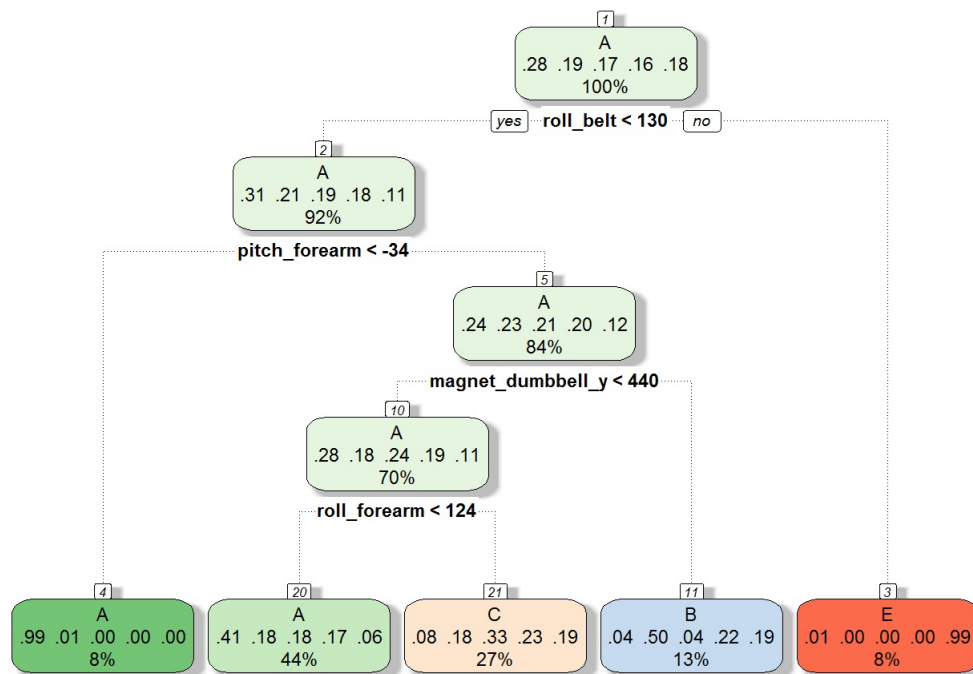 1
A
.28 .19 .17 .16 .18
100%
yes roll_belt < 130 no
2
A
.31 .21 .19 .18 .11
92%
pitch_forearm < -34
5
A
.24 .23 .21 .20 .12
84%
magnet_dumbbell_y < 440
10
A
.28 .18 .24 .19 .11
70%
roll_forearm < 124
4
A
.99 .01 .00 .00 .00
8%
20
A
.41 .18 .18 .17 .06
44%
21
C
.08 .18 .33 .23 .19
27%
11
B
.04 .50 .04 .22 .19
13%
3
E
.01 .00 .00 .00 .99
8%